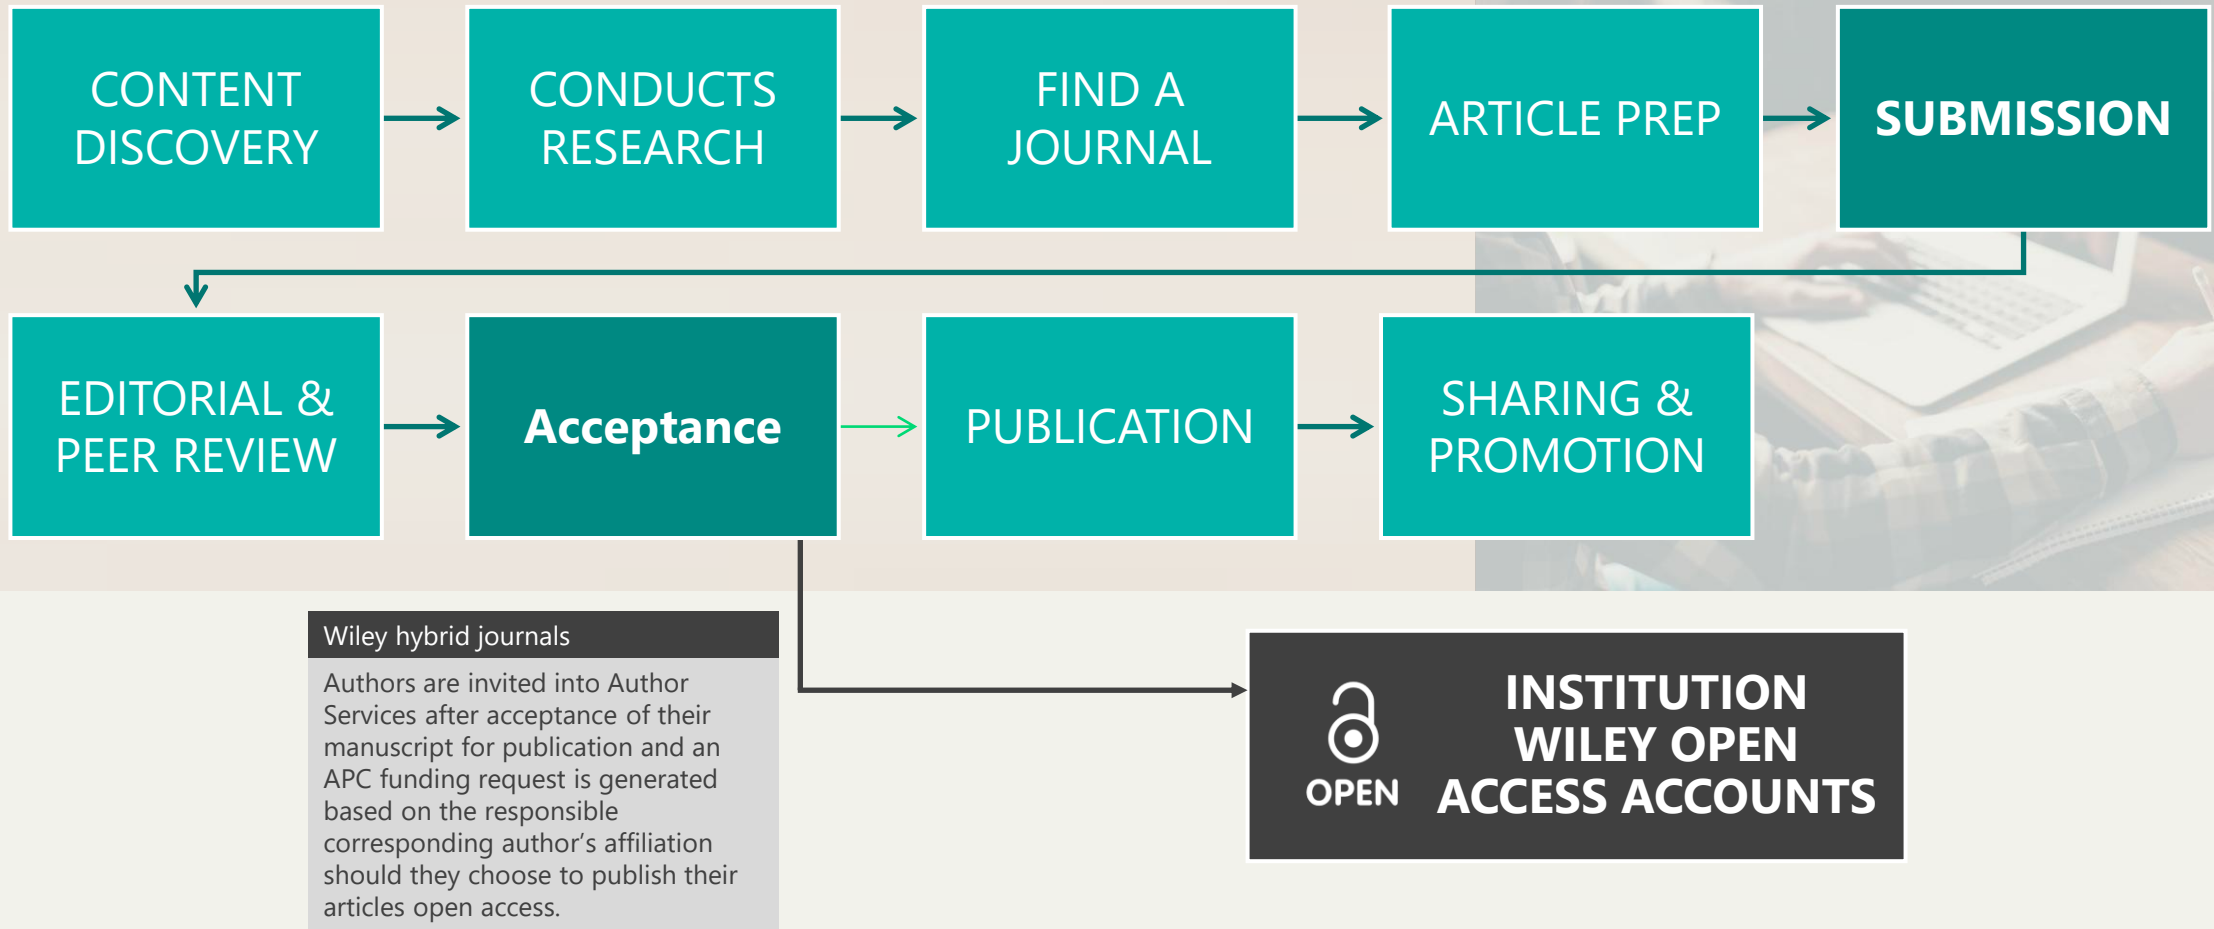 CONTENT
DISCOVERY
CONDUCTS
RESEARCH
FIND A
JOURNAL
ARTICLE PREP
SUBMISSION
EDITORIAL &
PEER REVIEW
Acceptance
PUBLICATION
SHARING &
PROMOTION
Wiley hybrid journals
Authors are invited into Author
Services after acceptance of their
manuscript for publication and an
APC funding request is generated
based on the responsible
corresponding author’s affiliation
should they choose to publish their
articles open access.
OPEN
INSTITUTION
WILEY OPEN
ACCESS ACCOUNTS